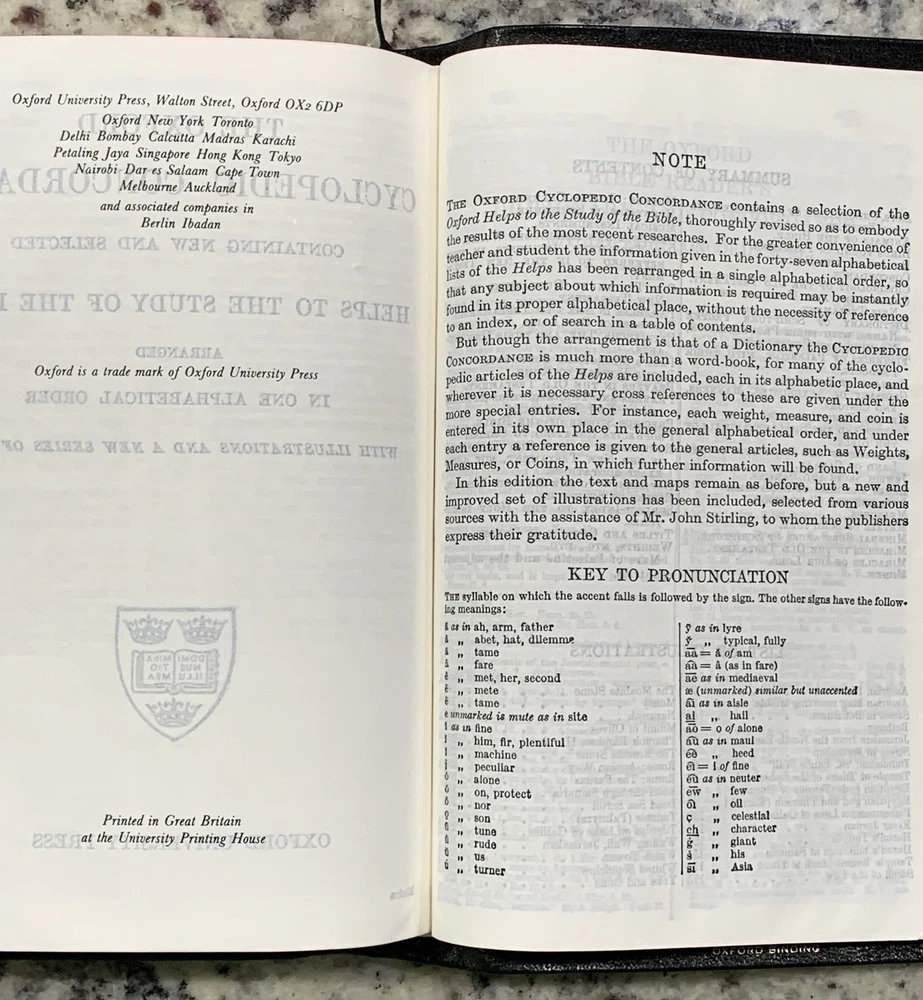 Oxford University Press, Walton Street, Oxford OX2 6DP
Oxford New York Toronto
Delhi Bombay Calcutta Madras Karachi
Petaling Jaya Singapore Hong Kong Tokyo
Nairobi Dar es Salaam Cape Town
Melbourne Auckland
and associated companies in
Berlin Ibadan
Oxford is a trade mark of Oxford University Press
Printed in Great Britain
at the University Printing House
NOTE
THE OXFORD CYCLOPEDIC CONCORDANCE contains a selection of the
Oxford Helps to the Study of the Bible, thoroughly revised so as to embody
the results of the most recent researches. For the greater convenience of
teacher and student the information given in the forty-seven alphabetical
lists of the Helps has been rearranged in a single alphabetical order, so
that any subject about which information is required may be instantly
found in its proper alphabetical place, without the necessity of reference
to an index, or of search in a table of contents.
But though the arrangement is that of a Dictionary the CYCLOPEDIC
CONCORDANCE is much more than a word-book, for many of the cyclo-
pedic articles of the Helps are included, each in its alphabetic place, and
wherever it is necessary cross references to these are given under the
more special entries. For instance, each weight, measure, and coin is
entered in its own place in the general alphabetical order, and under
each entry a reference is given to the general articles, such as Weights,
Measures, or Coins, in which further information will be found.
In this edition the text and maps remain as before, but a new and
improved set of illustrations has been included, selected from various
sources with the assistance of Mr. John Stirling, to whom the publishers
express their gratitude.
KEY TO PRONUNCIATION
THE syllable on which the accent falls is followed by the sign. The other signs have the follow-
ing meanings:
as in ah, arm, father
„ abet, hat, dilemma
„ tame
„ fare
„ met, her, second
„ mete
„ tame
e unmarked is mute as in site
as in fine
„ him, fir, plentiful
„ machine
„ peculiar
„ alone
„ on, protect
„ nor
„ son
„ tune
„ rude
„ us
„ turner
ȳ as in lyre
„ typical, fully
= of am
= (as in fare)
as in mediaeval
æ (unmarked) similar but unaccented
as in aisle
„ hail
= o of alone
as in maul
„ heed
= i of fine
as in neuter
„ few
„ oil
ç „ celestial
ch „ character
„ giant
„ his
„ Asia
OXFORD BINDING